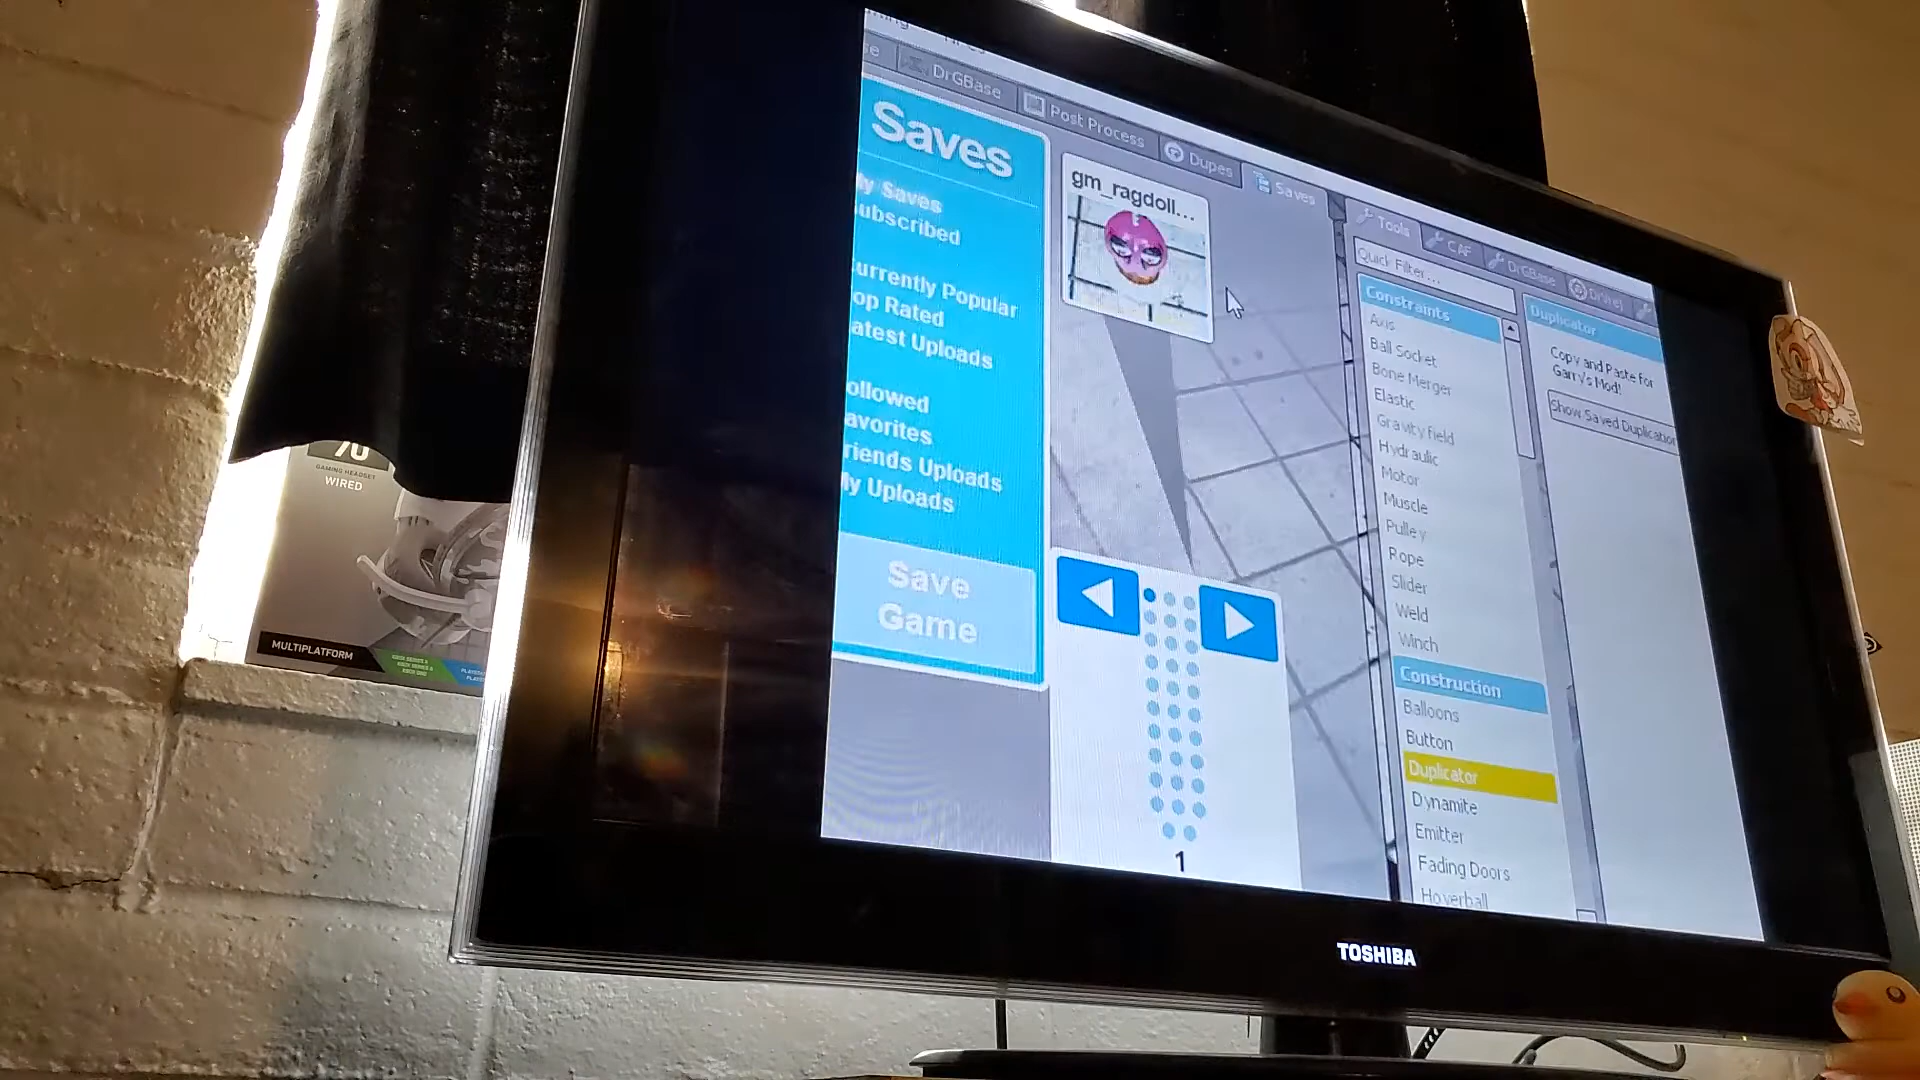 DrGBase
Post Process
Dupes
Saves
Saves
gm_ragdoll...
y Saves
ubscribed
urrently Popular
op Rated
atest Uploads
ollowed
avorites
riends Uploads
y Uploads
Save
Game
1
Tools
CAF
DrGBase
Quick Filter...
Constraints
Axis
Ball Socket
Bone Merger
Elastic
Gravity field
Hydraulic
Motor
Muscle
Pulley
Rope
Slider
Weld
Winch
Construction
Balloons
Button
Duplicator
Dynamite
Emitter
Fading Doors
Hoverball
Duplicator
Copy and Paste for
Garry's Mod!
Show Saved Duplication
TOSHIBA
70
GAMING HEADSET
WIRED
MULTIPLATFORM